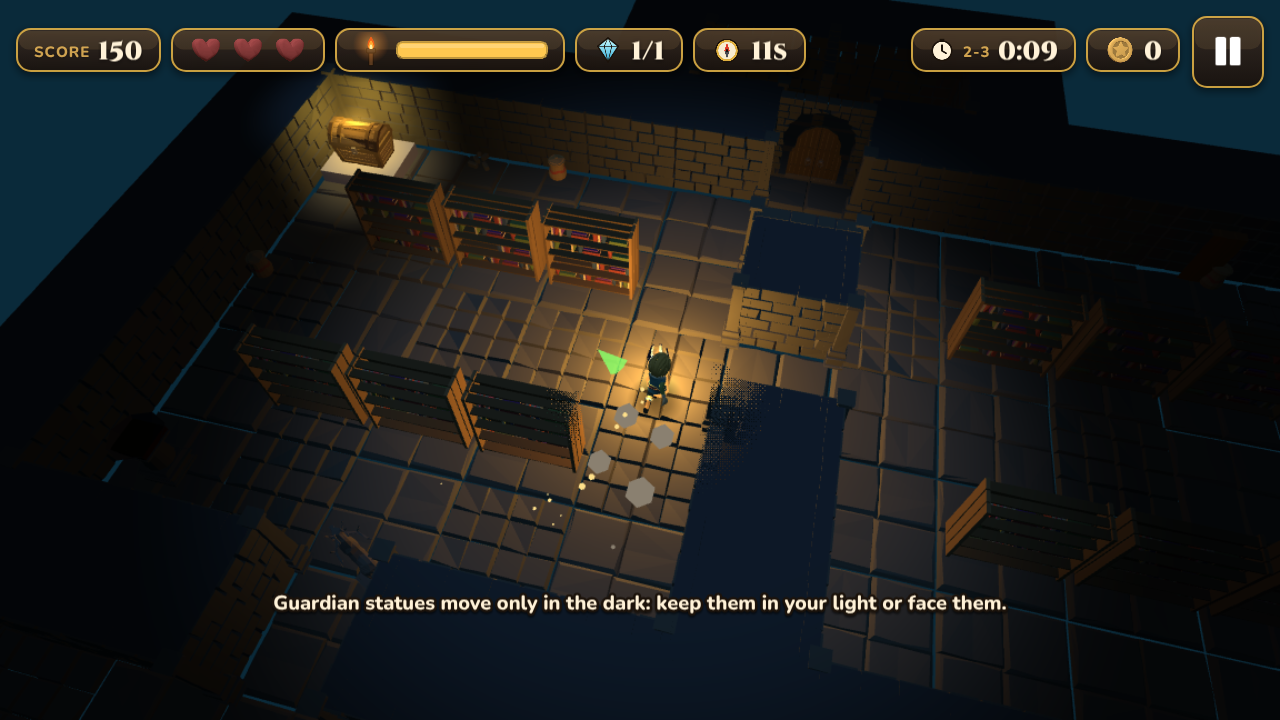 SCORE 150
1/1
11s
2-3 0:09
0
Guardian statues move only in the dark: keep them in your light or face them.